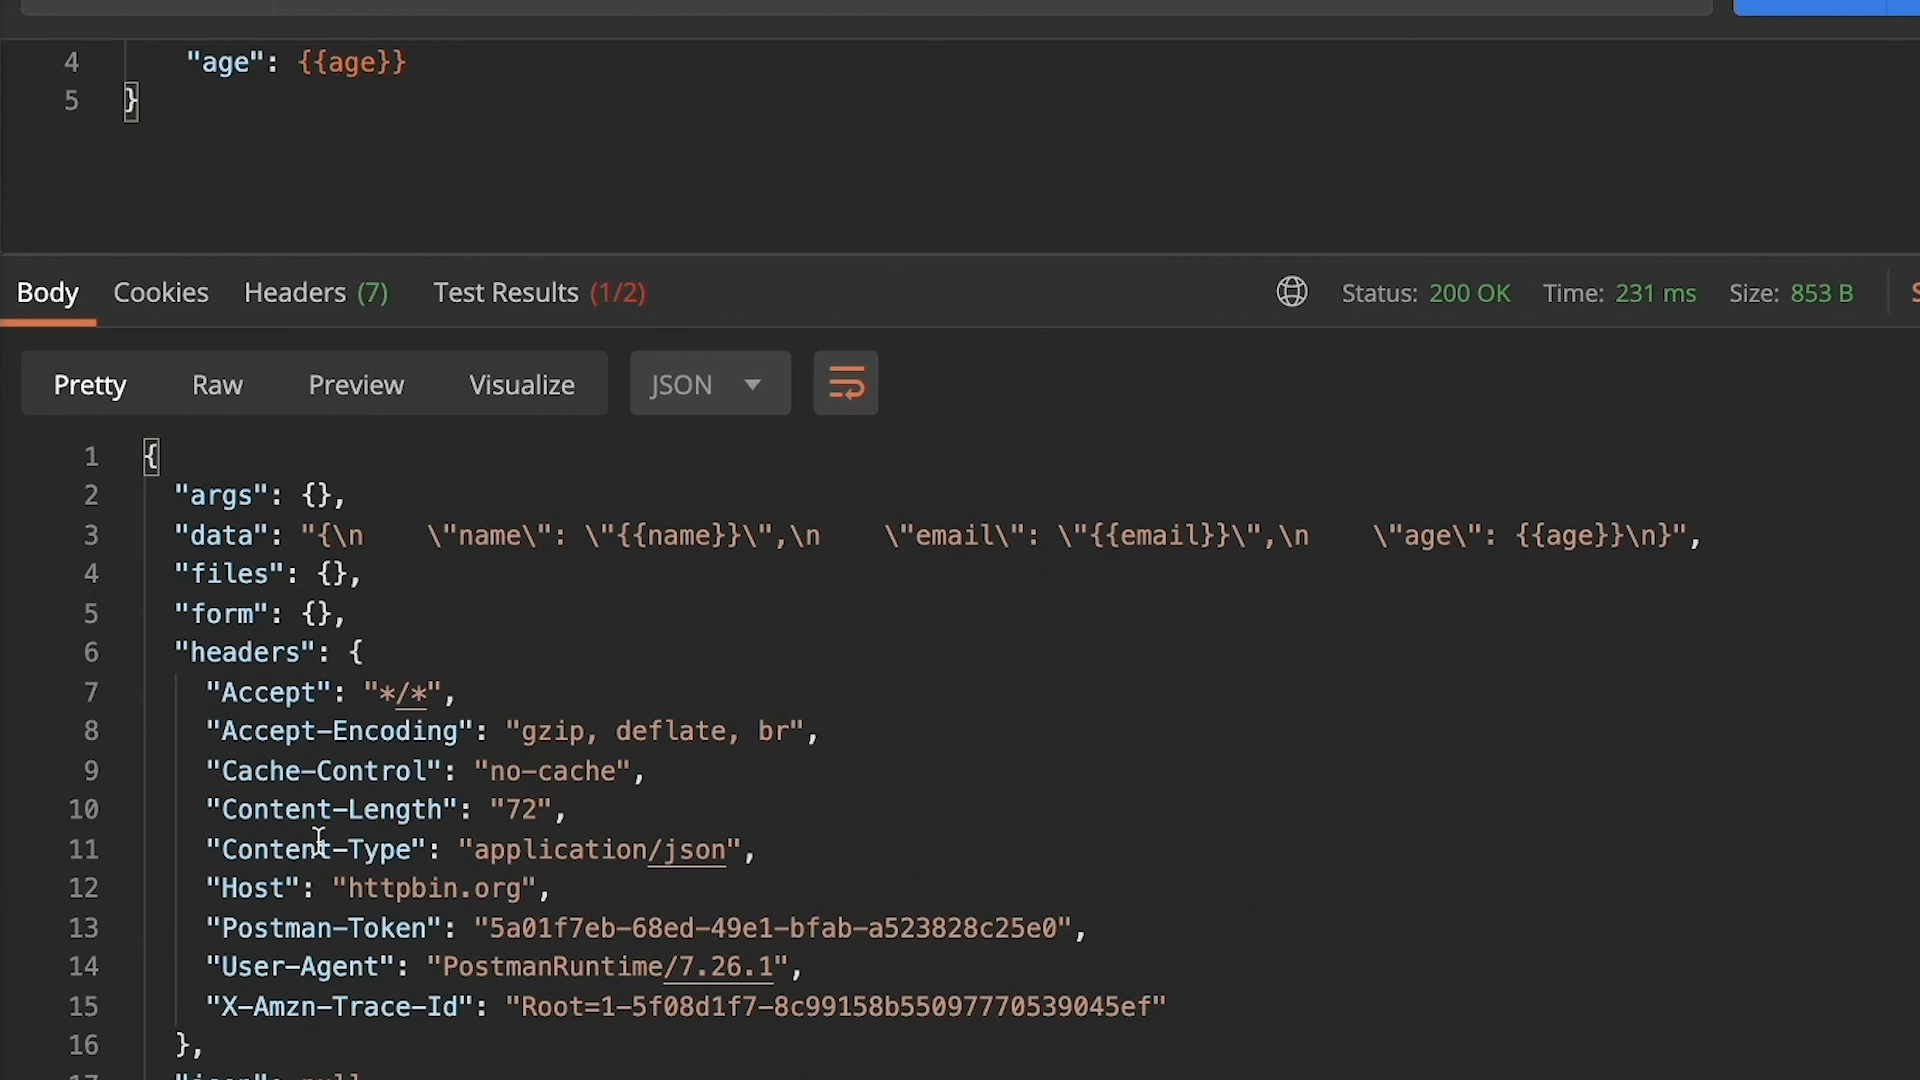 4 "age": {{age}}
5 }
Body Cookies Headers (7) Test Results (1/2) Status: 200 OK Time: 231 ms Size: 853 B
Pretty Raw Preview Visualize JSON
1 {
2 "args": {},
3 "data": "{\n    \"name\": \"{{name}}\",\n    \"email\": \"{{email}}\",\n    \"age\": {{age}}\n}",
4 "files": {},
5 "form": {},
6 "headers": {
7 "Accept": "*/*",
8 "Accept-Encoding": "gzip, deflate, br",
9 "Cache-Control": "no-cache",
10 "Content-Length": "72",
11 "Content-Type": "application/json",
12 "Host": "httpbin.org",
13 "Postman-Token": "5a01f7eb-68ed-49e1-bfab-a523828c25e0",
14 "User-Agent": "PostmanRuntime/7.26.1",
15 "X-Amzn-Trace-Id": "Root=1-5f08d1f7-8c99158b55097770539045ef"
16 },